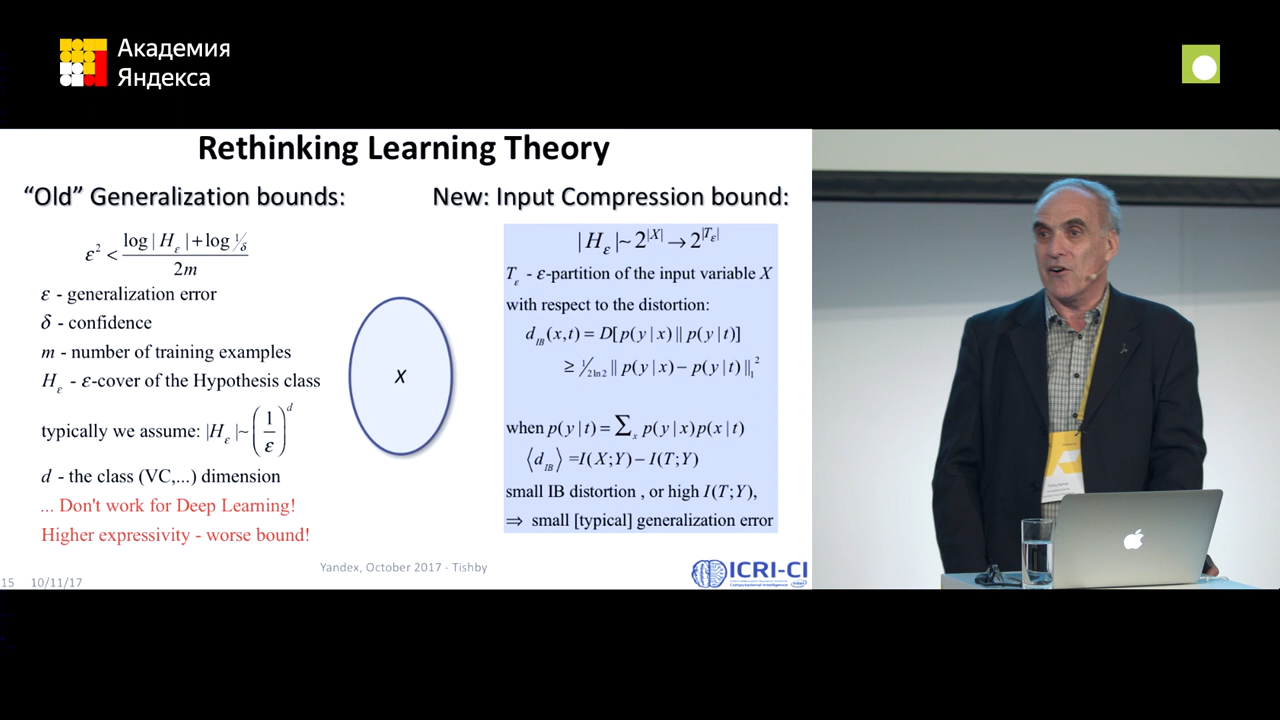 Академия
Яндекса
Rethinking Learning Theory
“Old” Generalization bounds:
ε² < (log | H_ε | + log 1/δ) / 2m
ε - generalization error
δ - confidence
m - number of training examples
H_ε - ε-cover of the Hypothesis class
typically we assume: |H_ε| ~ (1/ε)^d
d - the class (VC,...) dimension
... Don't work for Deep Learning!
Higher expressivity - worse bound!
X
New: Input Compression bound:
| H_ε | ~ 2^|X| → 2^|T_ε|
T_ε - ε-partition of the input variable X
with respect to the distortion:
d_IB (x,t) = D[p(y | x) || p(y | t)]
≥ 1/2 ln 2 || p(y | x) − p(y | t) ||₁²
when p(y | t) = ∑_x p(y | x)p(x | t)
⟨d_IB⟩ =I(X;Y) − I(T;Y)
small IB distortion , or high I(T;Y),
⇒ small [typical] generalization error
Yandex, October 2017 - Tishby
15 10/11/17
ICRI-CI